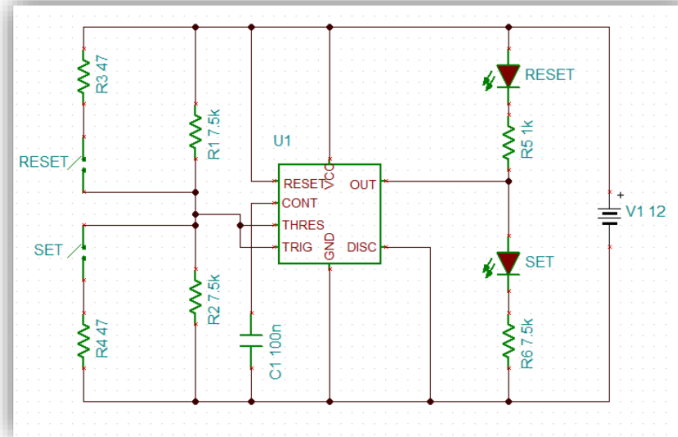 R3 47
R1 7.5k
RESET
SET
R4 47
R2 7.5k
C1 100n
U1
RESET
VCC
OUT
CONT
THRES
TRIG
GND
DISC
RESET
R5 1k
SET
R6 7.5k
+
V1 12